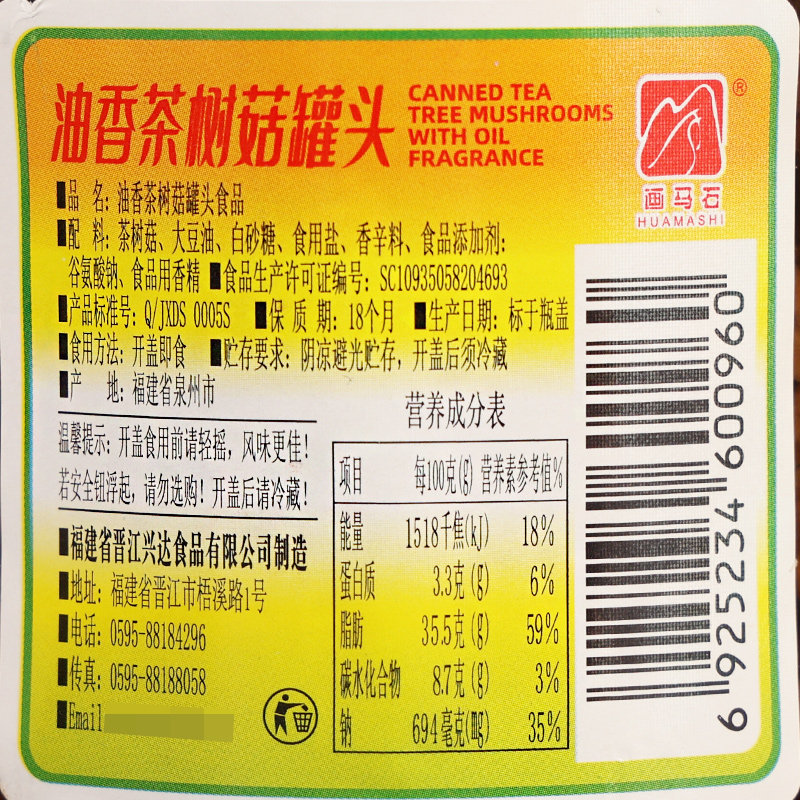 油香茶树菇罐头
CANNED TEA
TREE MUSHROOMS
WITH OIL
FRAGRANCE
®
画马石
HUAMASHI
品 名：油香茶树菇罐头食品
配 料：茶树菇、大豆油、白砂糖、食用盐、香辛料、食品添加剂：
谷氨酸钠、食品用香精 食品生产许可证编号：SC10935058204693
产品标准号：Q/JXDS 0005S 保 质 期：18个月 生产日期：标于瓶盖
食用方法：开盖即食 贮存要求：阴凉避光贮存，开盖后须冷藏
产 地：福建省泉州市
温馨提示：开盖食用前请轻摇，风味更佳！
若安全钮浮起，请勿选购！开盖后请冷藏！
福建省晋江兴达食品有限公司制造
地址：福建省晋江市梧溪路1号
电话：0595-88184296
传真：0595-88188058
Email
营养成分表
项目 每100克(g) 营养素参考值%
能量 1518千焦(kJ) 18%
蛋白质 3.3克(g) 6%
脂肪 35.5克(g) 59%
碳水化合物 8.7克(g) 3%
钠 694毫克(mg) 35%
6925234600960